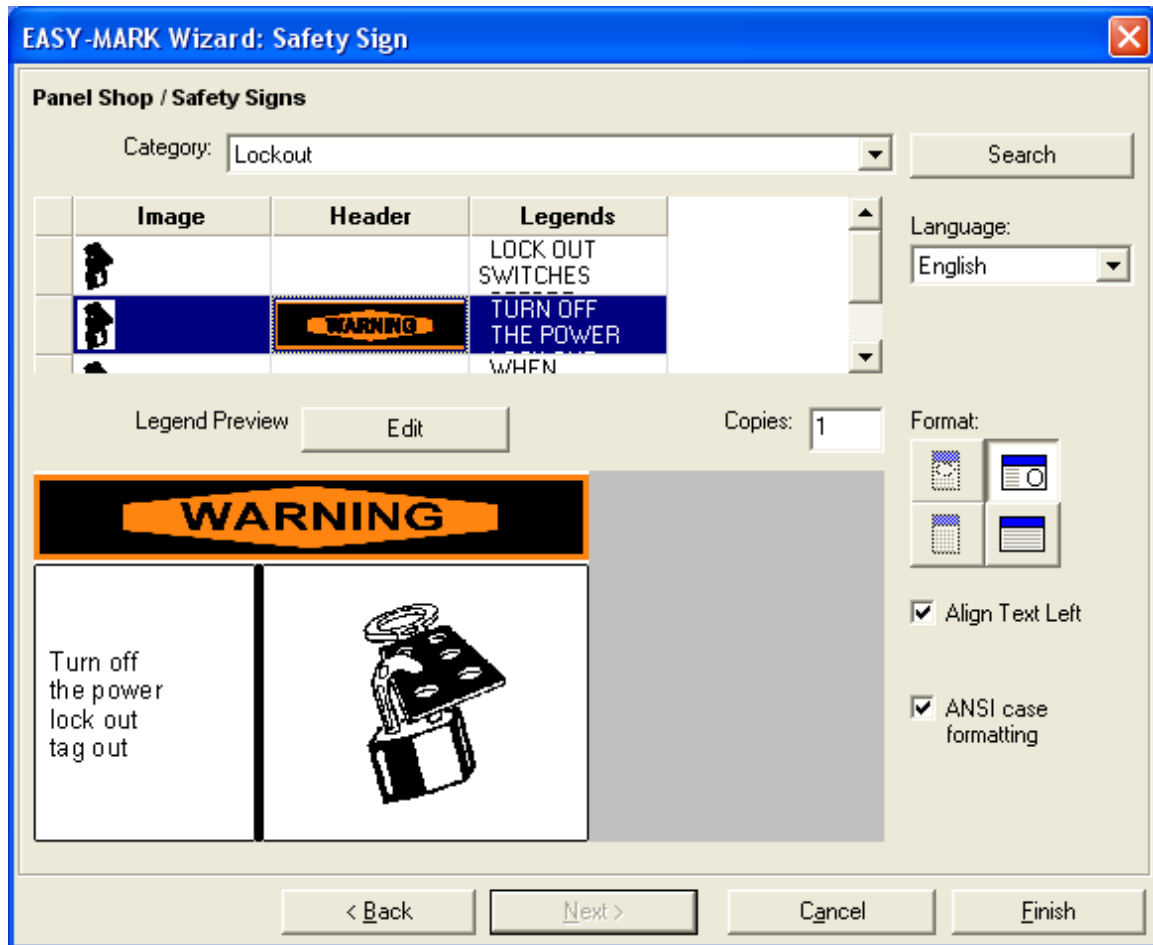 EASY-MARK Wizard: Safety Sign
Panel Shop / Safety Signs
Category: Lockout
Search
Image Header Legends
LOCK OUT
SWITCHES
WARNING
TURN OFF
THE POWER
WHEN
Language:
English
Legend Preview
Edit
Copies: 1
Format:
WARNING
Turn off
the power
lock out
tag out
Align Text Left
ANSI case
formatting
< Back
Next >
Cancel
Finish